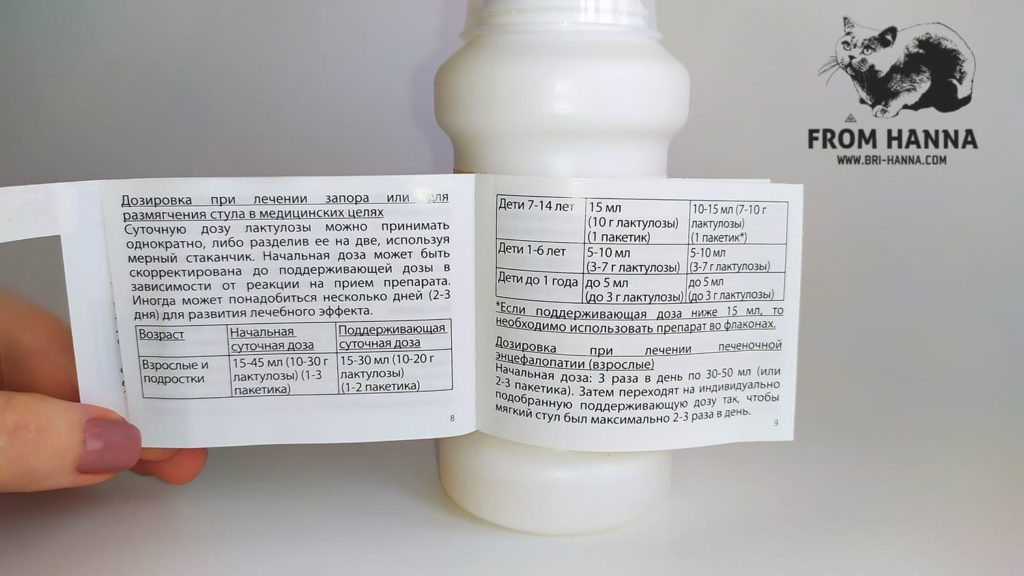 FROM HANNA
WWW.BRI-HANNA.COM
Дозировка при лечении запора или для
размягчения стула в медицинских целях
Суточную дозу лактулозы можно принимать
однократно, либо разделив ее на две, используя
мерный стаканчик. Начальная доза может быть
скорректирована до поддерживающей дозы в
зависимости от реакции на прием препарата.
Иногда может понадобиться несколько дней (2-3
дня) для развития лечебного эффекта.
Возраст
Начальная
суточная доза
Поддерживающая
суточная доза
Взрослые и
подростки
15-45 мл (10-30 г
лактулозы) (1-3
пакетика)
15-30 мл (10-20 г
лактулозы)
(1-2 пакетика)
8
Дети 7-14 лет
15 мл
(10 г лактулозы)
(1 пакетик)
10-15 мл (7-10 г
лактулозы)
(1 пакетик*)
Дети 1-6 лет
5-10 мл
(3-7 г лактулозы)
5-10 мл
(3-7 г лактулозы)
Дети до 1 года
до 5 мл
(до 3 г лактулозы)
до 5 мл
(до 3 г лактулозы)
*Если поддерживающая доза ниже 15 мл, то
необходимо использовать препарат во флаконах.
Дозировка при лечении печеночной
энцефалопатии (взрослые)
Начальная доза: 3 раза в день по 30-50 мл (или
2-3 пакетика). Затем переходят на индивидуально
подобранную поддерживающую дозу так, чтобы
мягкий стул был максимально 2-3 раза в день.
9